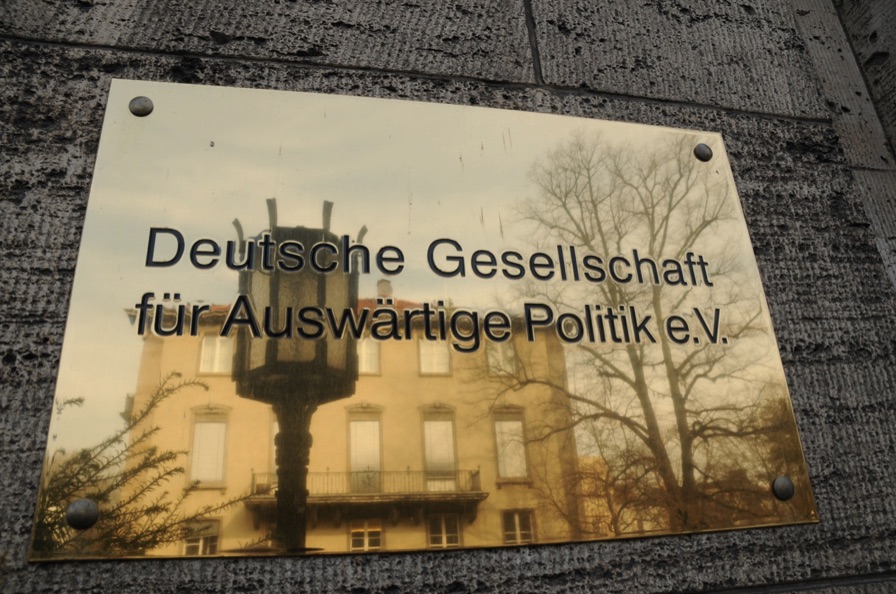 Deutsche Gesellschaft
für Auswärtige Politik e.V.